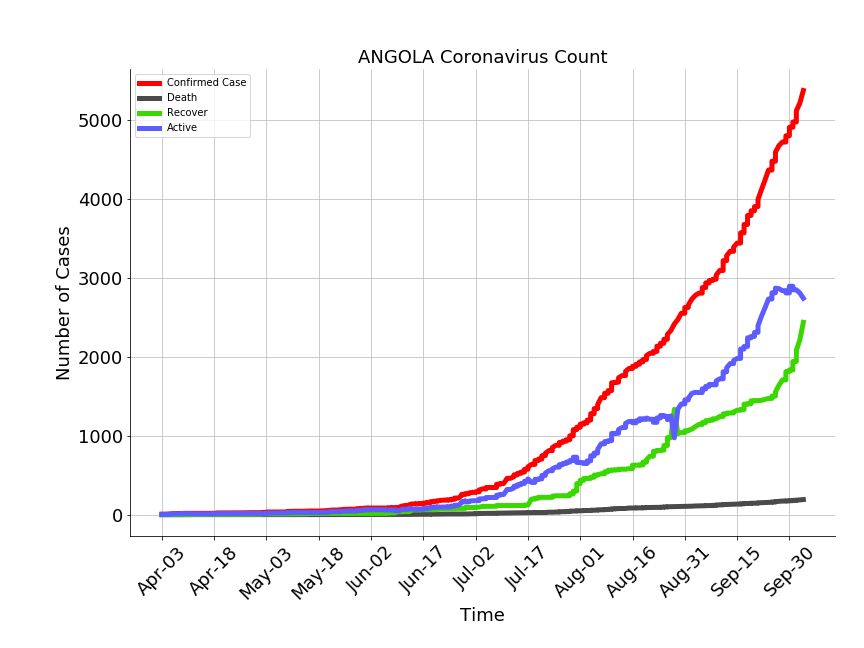 ANGOLA Coronavirus Count
Confirmed Case
Death
Recover
Active
Number of Cases
5000
4000
3000
2000
1000
0
Apr-03
Apr-18
May-03
May-18
Jun-02
Jun-17
Jul-02
Jul-17
Aug-01
Aug-16
Aug-31
Sep-15
Sep-30
Time